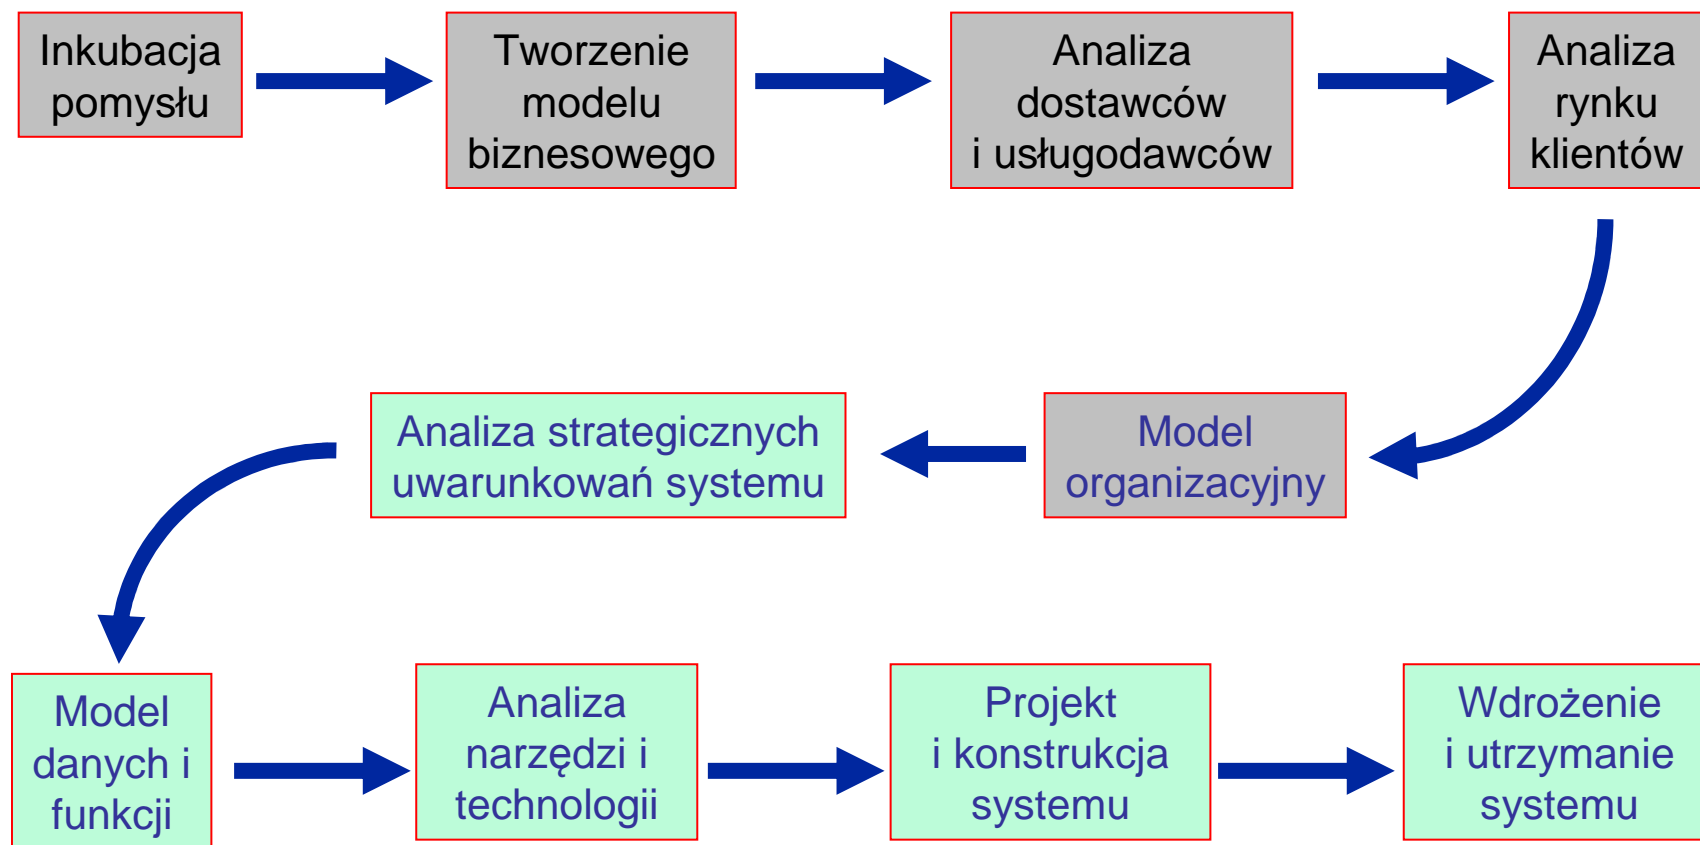 Inkubacja
pomysłu
Tworzenie
modelu
biznesowego
Analiza
dostawców
i usługodawców
Analiza
rynku
klientów
Model
organizacyjny
Analiza strategicznych
uwarunkowań systemu
Model
danych i
funkcji
Analiza
narzędzi i
technologii
Projekt
i konstrukcja
systemu
Wdrożenie
i utrzymanie
systemu